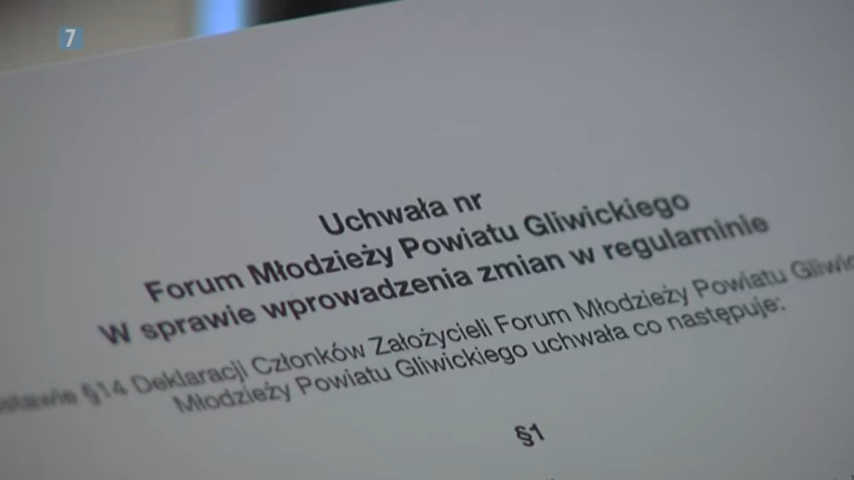 7
Uchwała nr
Forum Młodzieży Powiatu Gliwickiego
W sprawie wprowadzenia zmian w regulaminie
§14 Deklaracji Członków Założycieli Forum Młodzieży Powiatu
Młodzieży Powiatu Gliwickiego uchwała co następuje:
§1